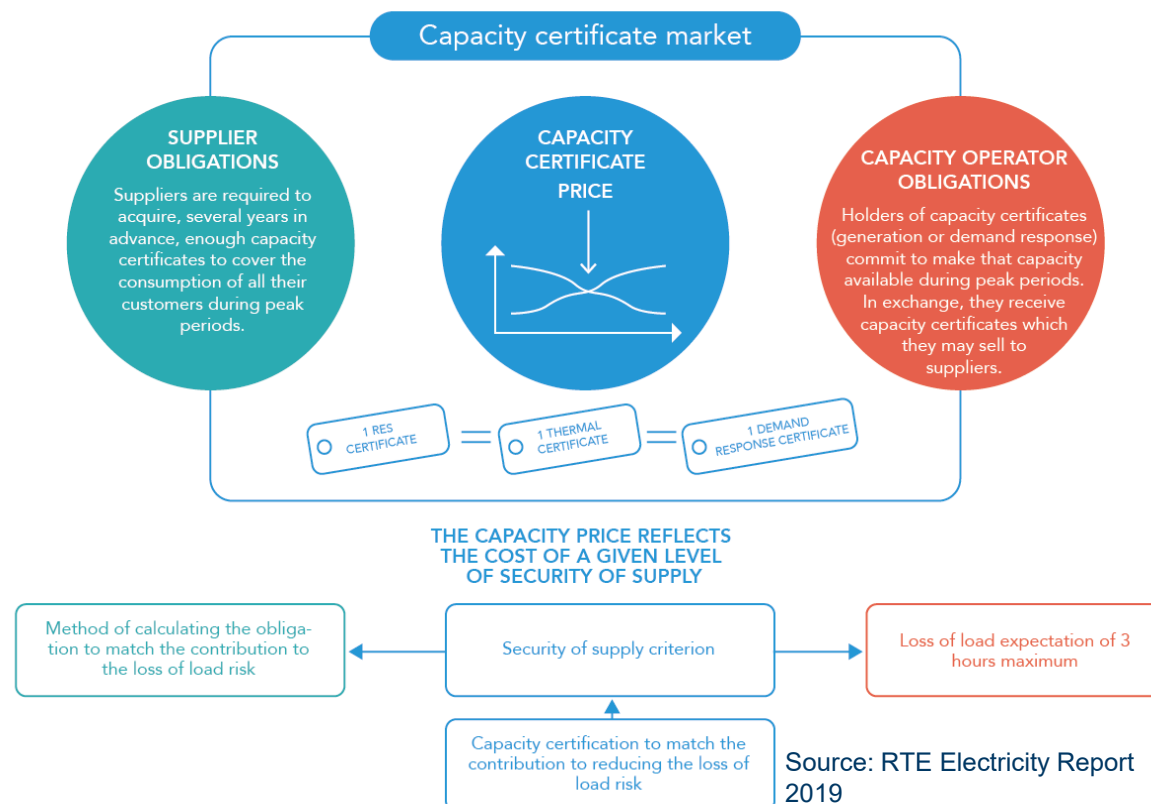 Capacity certificate market
SUPPLIER
OBLIGATIONS
Suppliers are required to
acquire, several years in
advance, enough capacity
certificates to cover the
consumption of all their
customers during peak
periods.
CAPACITY
CERTIFICATE
PRICE
CAPACITY OPERATOR
OBLIGATIONS
Holders of capacity certificates
(generation or demand response)
commit to make that capacity
available during peak periods.
In exchange, they receive
capacity certificates which
they may sell to
suppliers.
1 RES
CERTIFICATE
=
1 THERMAL
CERTIFICATE
=
1 DEMAND
RESPONSE CERTIFICATE
THE CAPACITY PRICE REFLECTS
THE COST OF A GIVEN LEVEL
OF SECURITY OF SUPPLY
Method of calculating the obliga-
tion to match the contribution to
the loss of load risk
Security of supply criterion
Loss of load expectation of 3
hours maximum
Capacity certification to match the
contribution to reducing the loss of
load risk
Source: RTE Electricity Report
2019